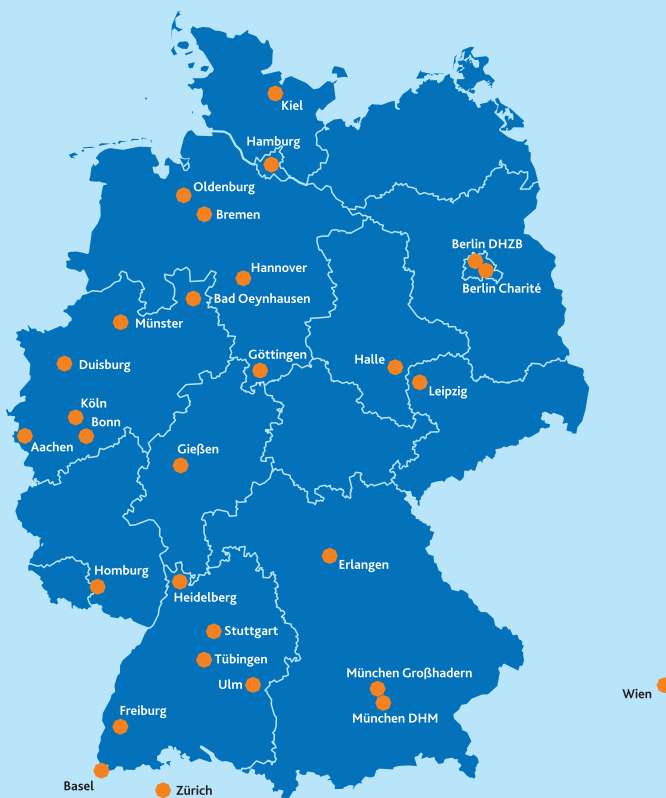 Kiel
Hamburg
Oldenburg
Bremen
Berlin DHZB
Hannover
Berlin Charité
Bad Oeynhausen
Münster
Göttingen
Halle
Duisburg
Leipzig
Köln
Bonn
Aachen
Gießen
Erlangen
Homburg
Heidelberg
Stuttgart
Tübingen
München Großhadern
Ulm
Wien
Freiburg
München DHM
Basel
Zürich